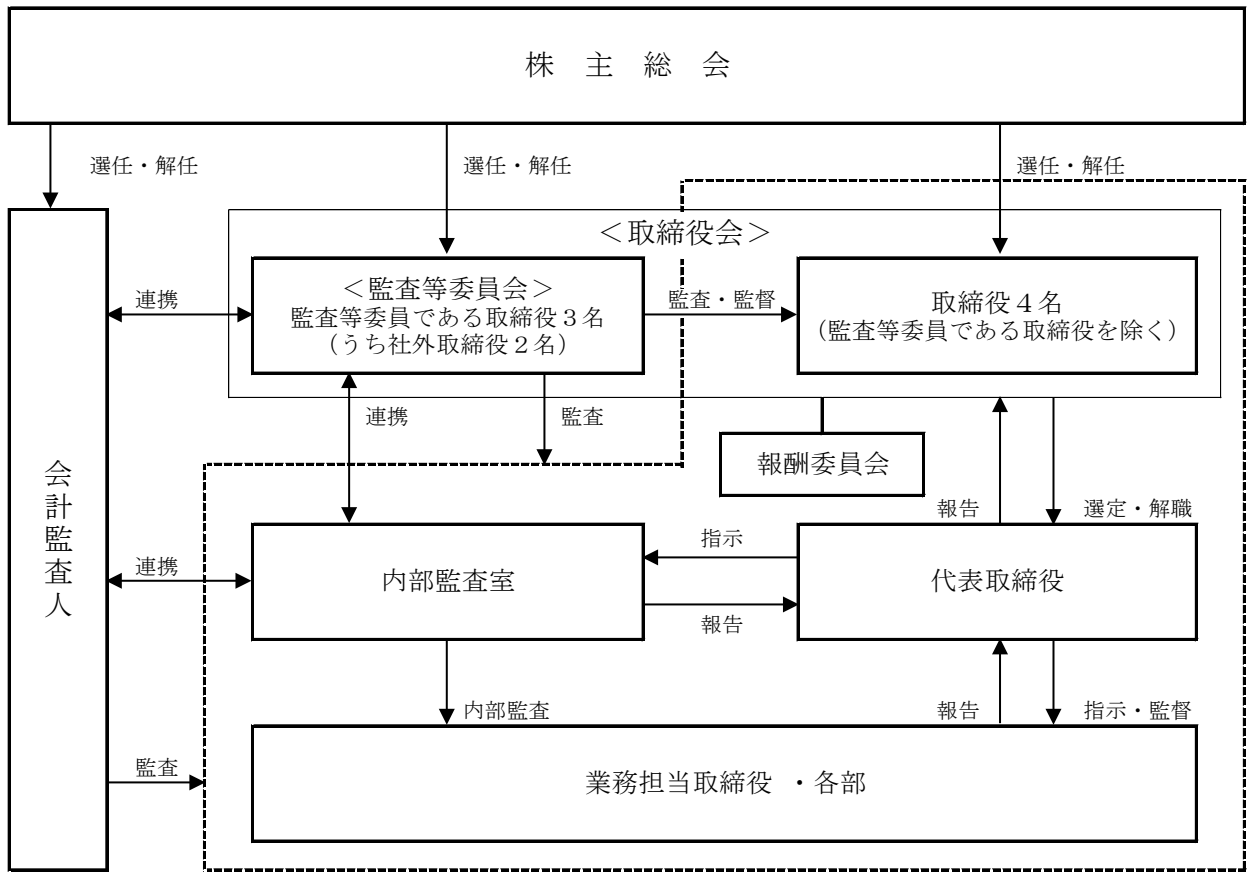 株 主 総 会
選任・解任
選任・解任
選任・解任
＜取締役会＞
＜監査等委員会＞
監査等委員である取締役３名
（うち社外取締役２名）
監査・監督
取締役４名
（監査等委員である取締役を除く）
連携
連携
監査
報酬委員会
報告
選定・解職
会計監査人
連携
内部監査室
指示
報告
代表取締役
内部監査
報告
指示・監督
監査
業務担当取締役 ・各部